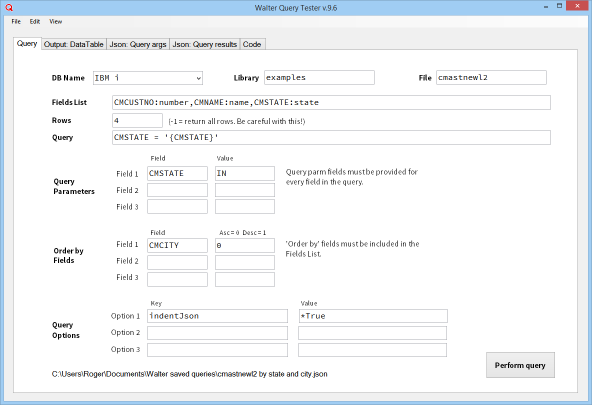 Walter Query Tester v.9.6
File Edit View
Query Output: DataTable Json: Query args Json: Query results Code
DB Name IBM i Library examples File cmastnewl2
Fields List CMCUSTNO:number,CMNAME:name,CMSTATE:state
Rows 4 (-1 = return all rows. Be careful with this!)
Query CMSTATE = '{CMSTATE}'
Field Value
Query Parameters
Field 1 CMSTATE IN
Field 2
Field 3
Query parm fields must be provided for
every field in the query.
Field Asc = 0 Desc = 1
Order by
Fields
Field 1 CMCITY 0
Field 2
Field 3
'Order by' fields must be included in the
Fields List.
Key Value
Query
Options
Option 1 indentJson *True
Option 2
Option 3
Perform query
C:\Users\Roger\Documents\Walter saved queries\cmastnewl2 by state and city.json